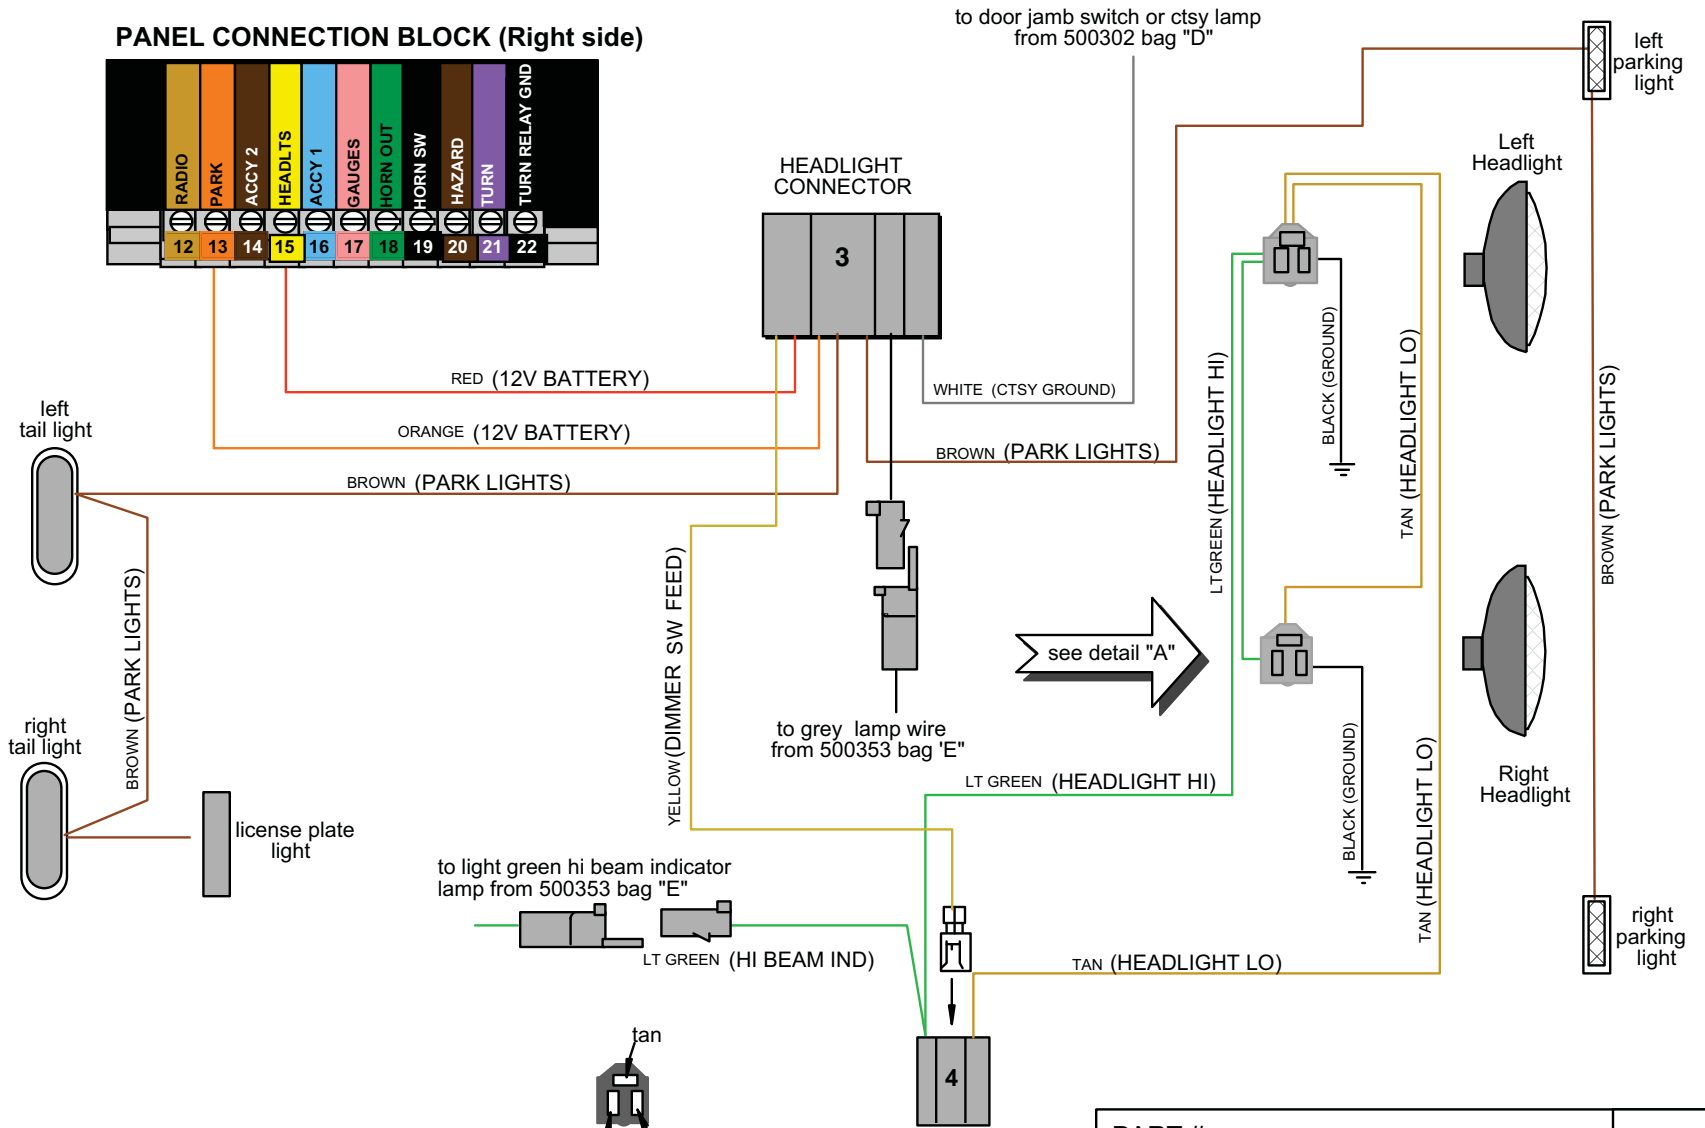 PANEL CONNECTION BLOCK (Right side)
RADIO
PARK
ACCY 2
HEADLTS
ACCY 1
GAUGES
HORN OUT
HORN SW
HAZARD
TURN
TURN RELAY GND
12
13
14
15
16
17
18
19
20
21
22
to door jamb switch or ctsy lamp
from 500302 bag "D"
left
parking
light
HEADLIGHT
CONNECTOR
3
Left
Headlight
RED (12V BATTERY)
WHITE (CTSY GROUND)
ORANGE (12V BATTERY)
BROWN (PARK LIGHTS)
BROWN (PARK LIGHTS)
left
tail light
BROWN (PARK LIGHTS)
right
tail light
license plate
light
YELLOW (DIMMER SW FEED)
to grey lamp wire
from 500353 bag 'E"
see detail "A"
LTGREEN (HEADLIGHT HI)
BLACK (GROUND)
TAN (HEADLIGHT LO)
BROWN (PARK LIGHTS)
LT GREEN (HEADLIGHT HI)
BLACK (GROUND)
TAN (HEADLIGHT LO)
Right
Headlight
to light green hi beam indicator
lamp from 500353 bag "E"
LT GREEN (HI BEAM IND)
TAN (HEADLIGHT LO)
right
parking
light
tan
4
PART #